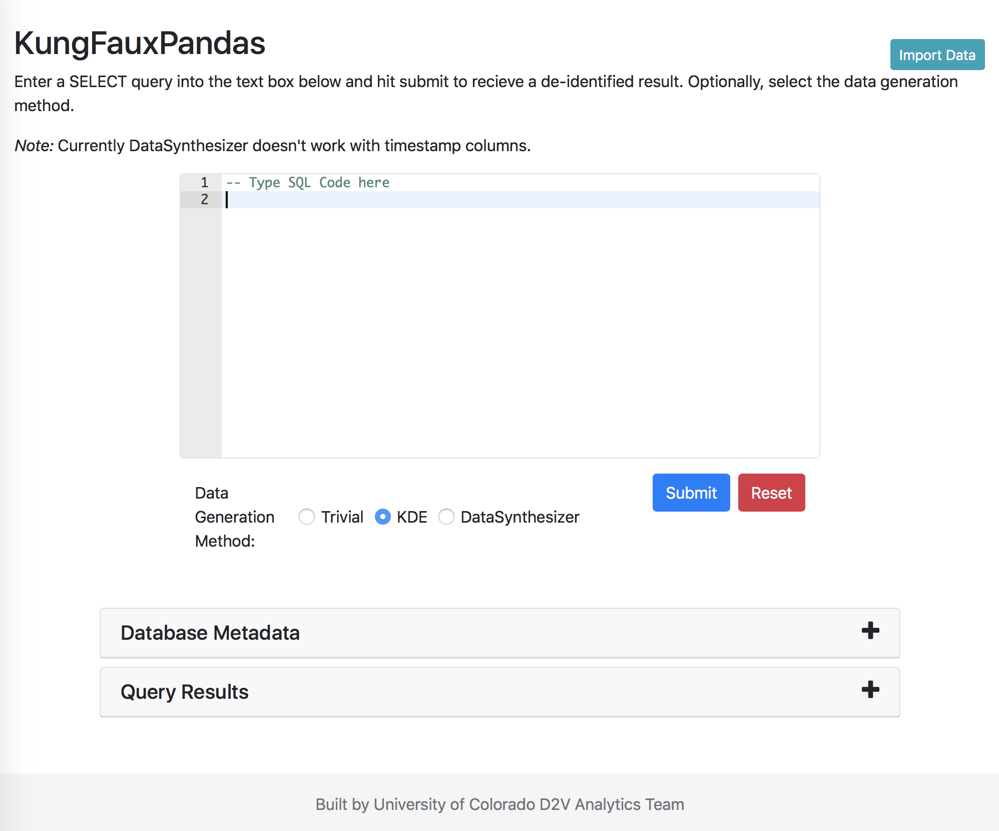 KungFauxPandas
Import Data
Enter a SELECT query into the text box below and hit submit to recieve a de-identified result. Optionally, select the data generation
method.
Note: Currently DataSynthesizer doesn't work with timestamp columns.
1 -- Type SQL Code here
2
Submit Reset
Data
Generation Trivial KDE DataSynthesizer
Method:
Database Metadata
Query Results
Built by University of Colorado D2V Analytics Team